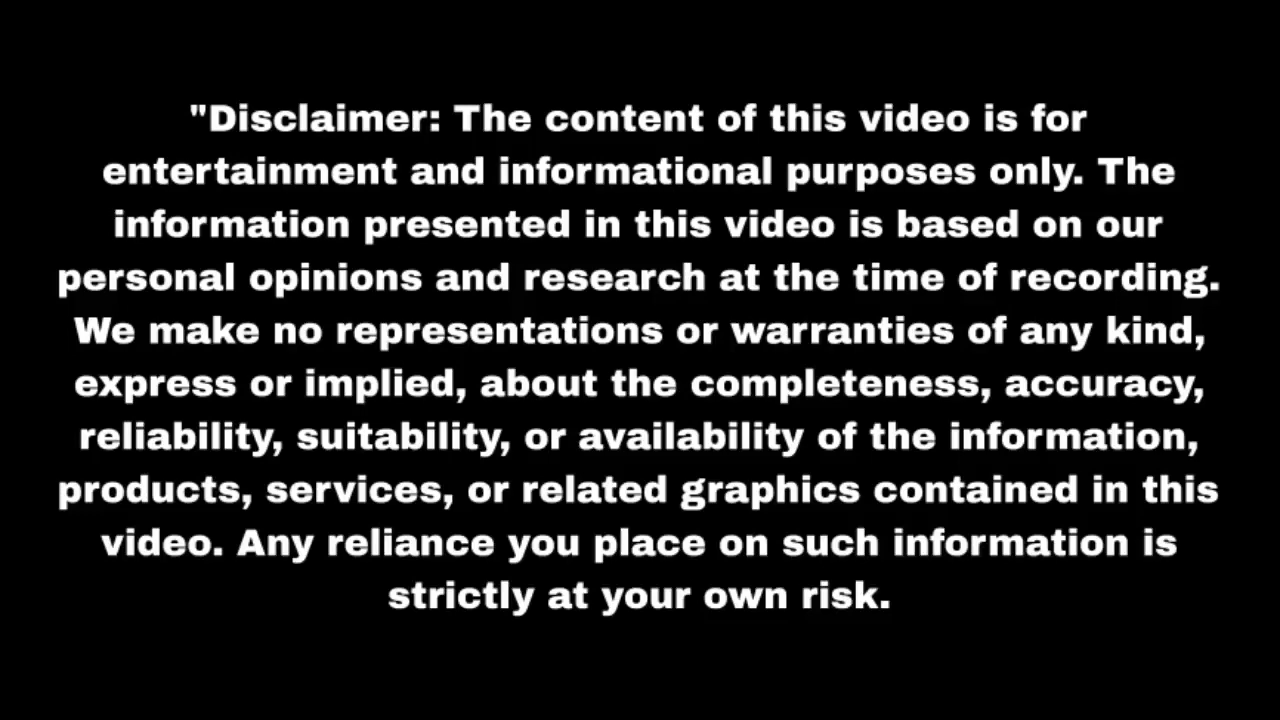 "Disclaimer: The content of this video is for
entertainment and informational purposes only. The
information presented in this video is based on our
personal opinions and research at the time of recording.
We make no representations or warranties of any kind,
express or implied, about the completeness, accuracy,
reliability, suitability, or availability of the information,
products, services, or related graphics contained in this
video. Any reliance you place on such information is
strictly at your own risk.